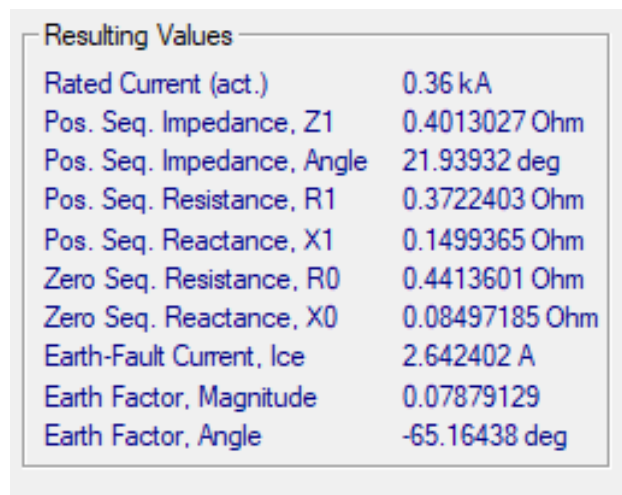 Resulting Values
Rated Current (act.) 0.36 kA
Pos. Seq. Impedance, Z1 0.4013027 Ohm
Pos. Seq. Impedance, Angle 21.93932 deg
Pos. Seq. Resistance, R1 0.3722403 Ohm
Pos. Seq. Reactance, X1 0.1499365 Ohm
Zero Seq. Resistance, R0 0.4413601 Ohm
Zero Seq. Reactance, X0 0.08497185 Ohm
Earth-Fault Current, Ice 2.642402 A
Earth Factor, Magnitude 0.07879129
Earth Factor, Angle -65.16438 deg